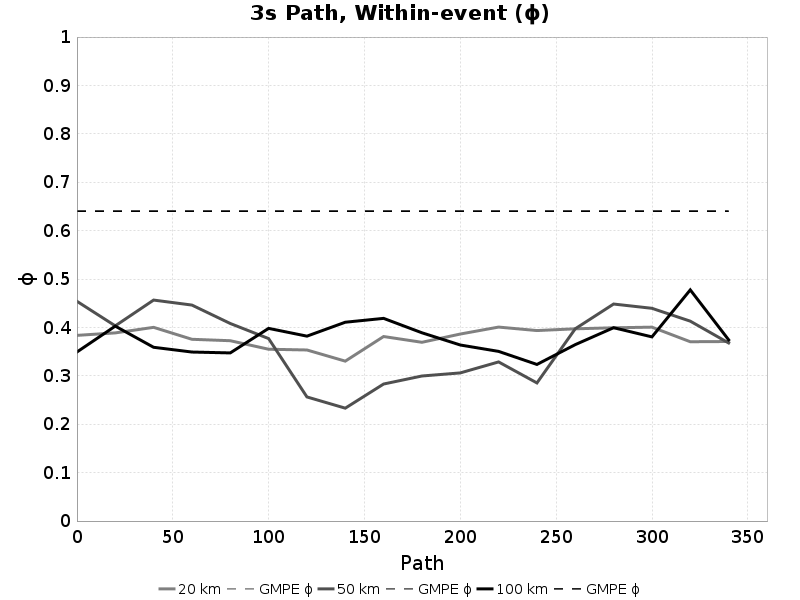 3s Path, Within-event (ϕ)
1
0.9
0.8
0.7
0.6
0.5
0.4
0.3
0.2
0.1
0
ϕ
0 50 100 150 200 250 300 350
Path
20 km GMPE ϕ 50 km GMPE ϕ 100 km GMPE ϕ